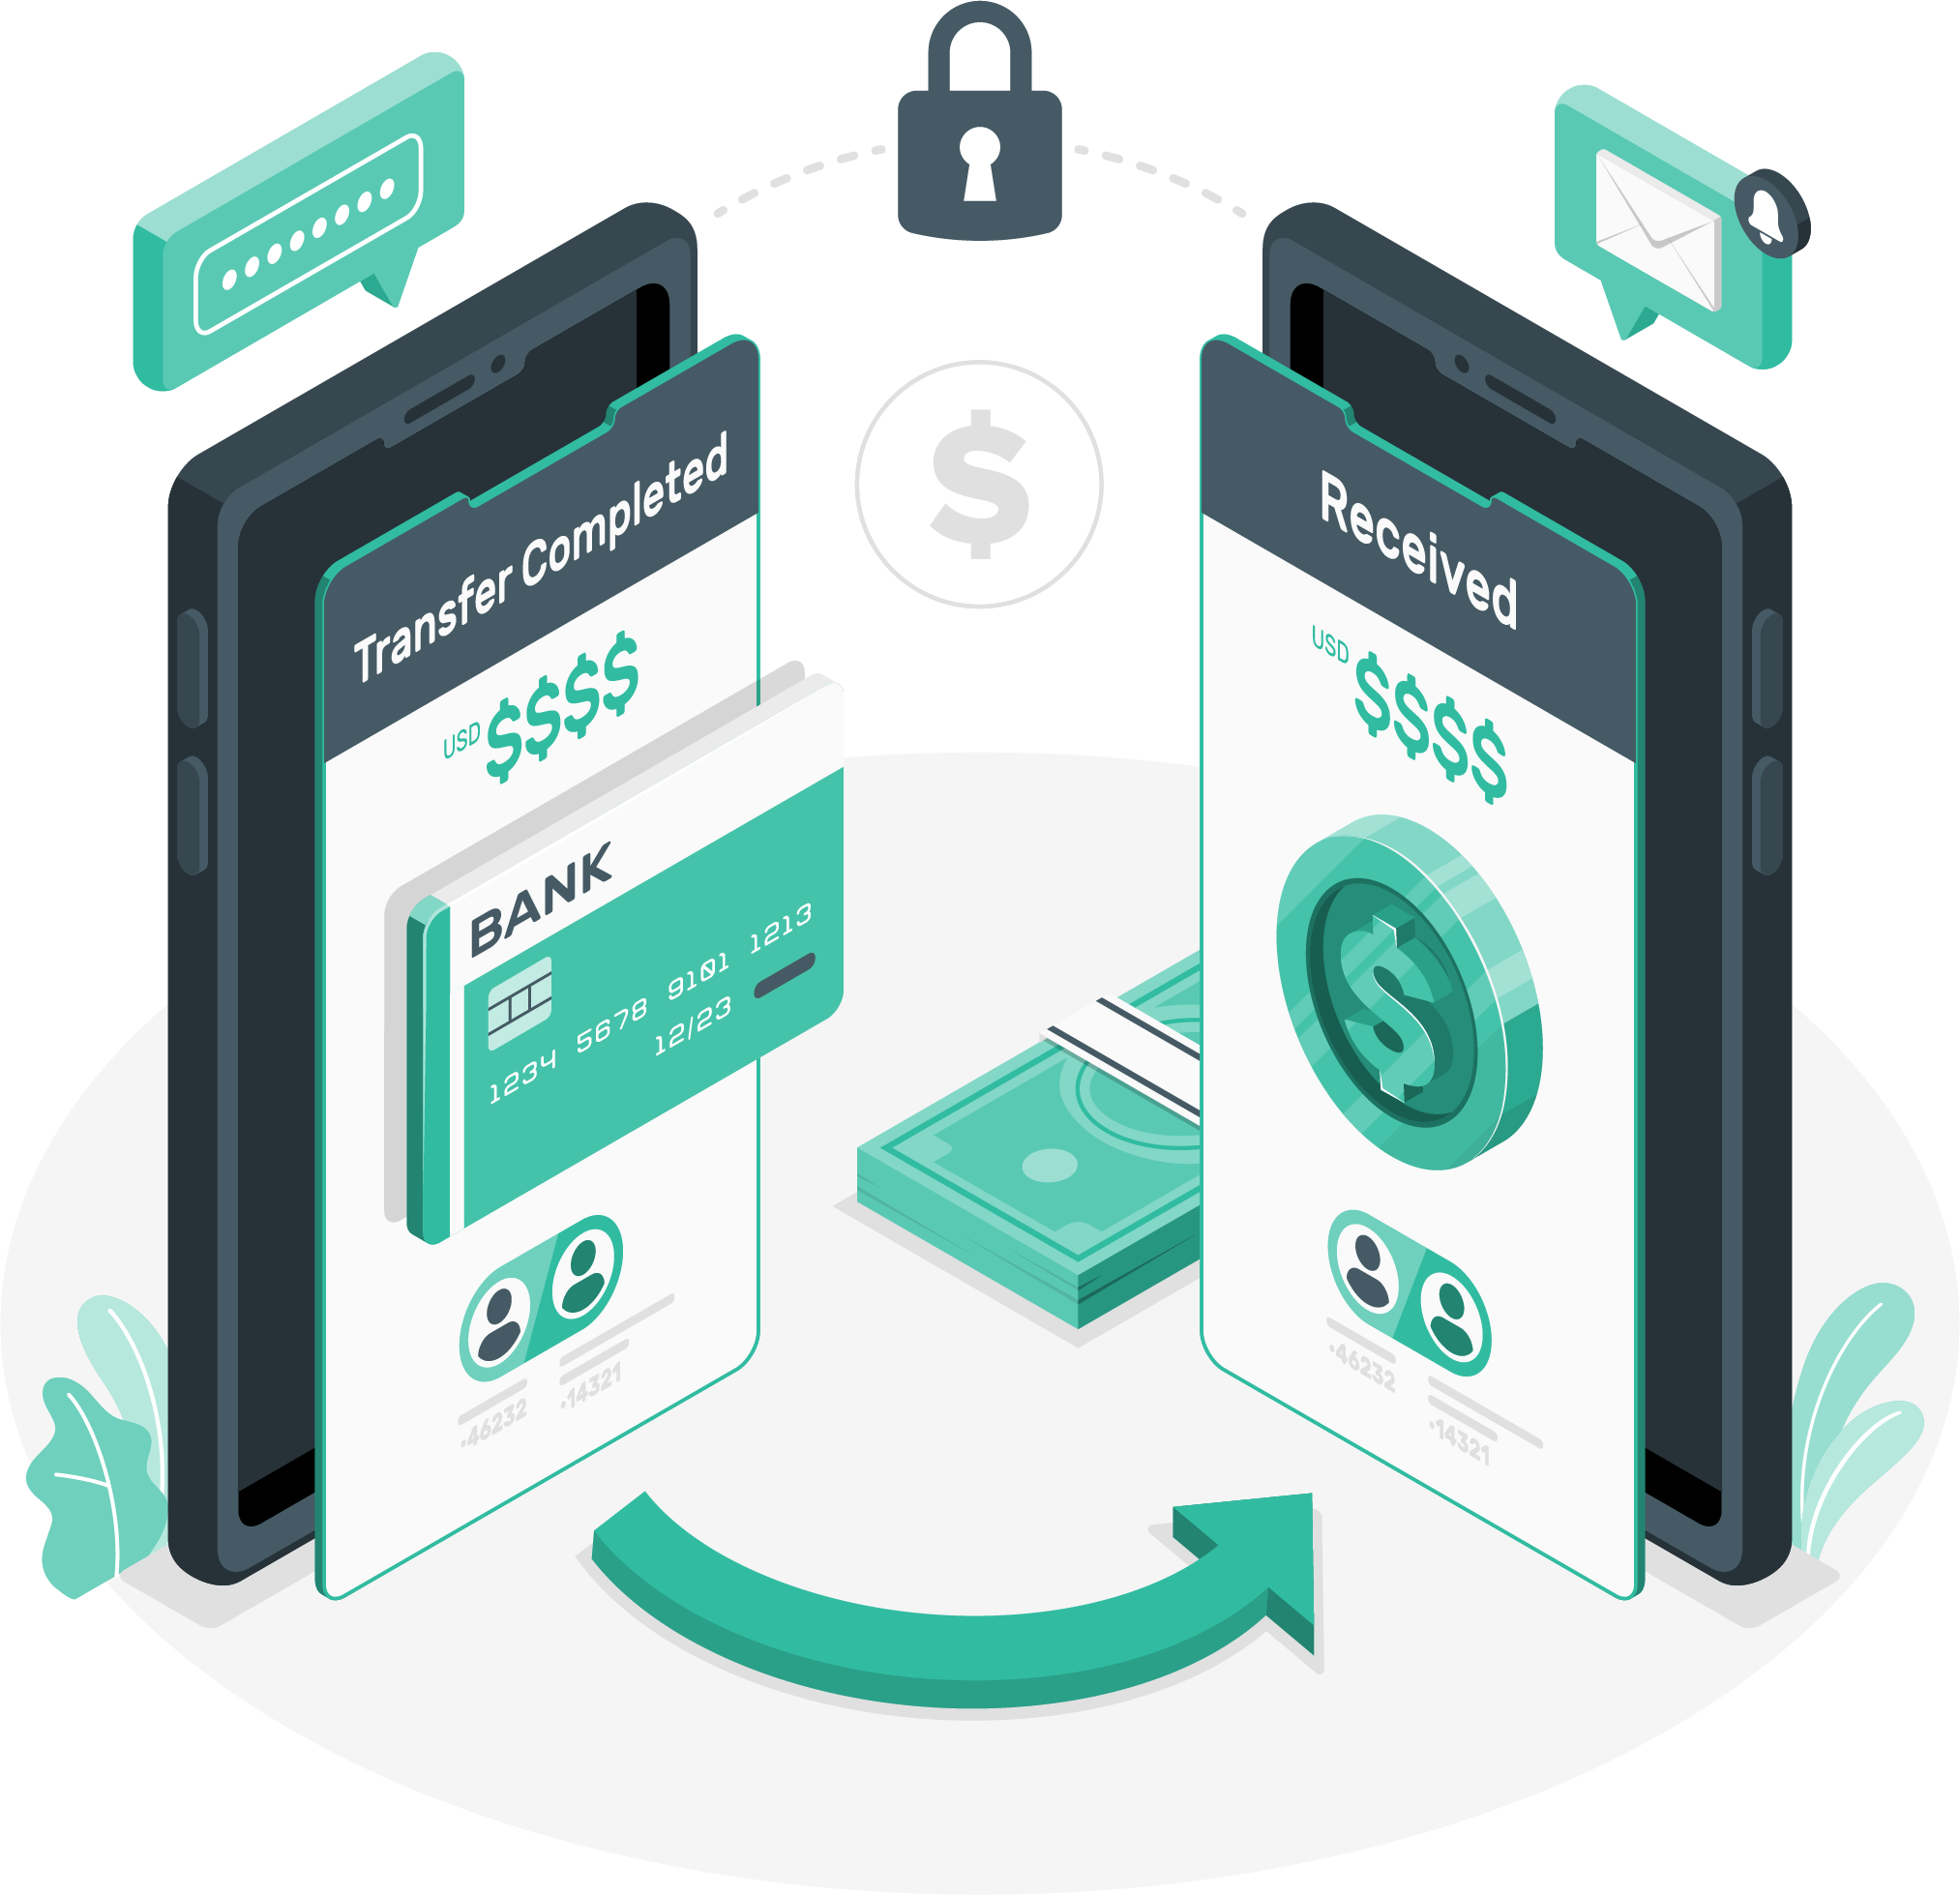 Transfer Completed
USD $$$$
BANK
1234 5678 9101 1213
12/23
.46232
.14321
$
Received
USD $$$$
$
.46232
.14321